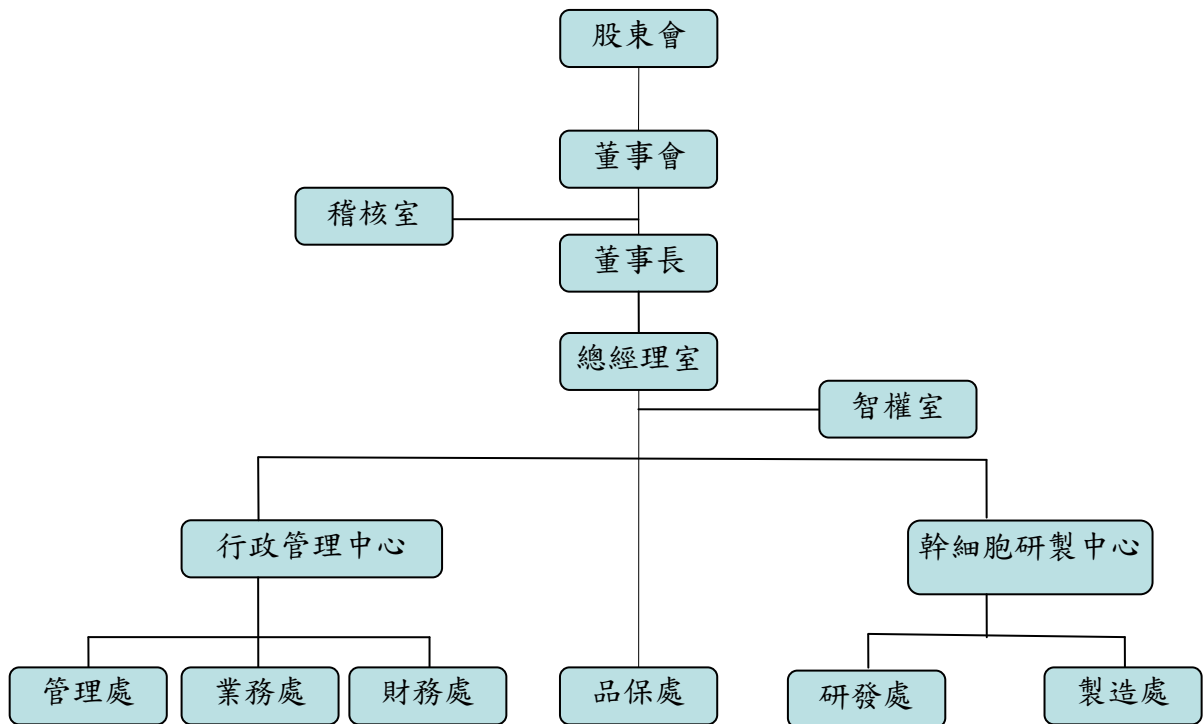 股東會
董事會
稽核室
董事長
總經理室
智權室
行政管理中心
幹細胞研製中心
管理處
業務處
財務處
品保處
研發處
製造處